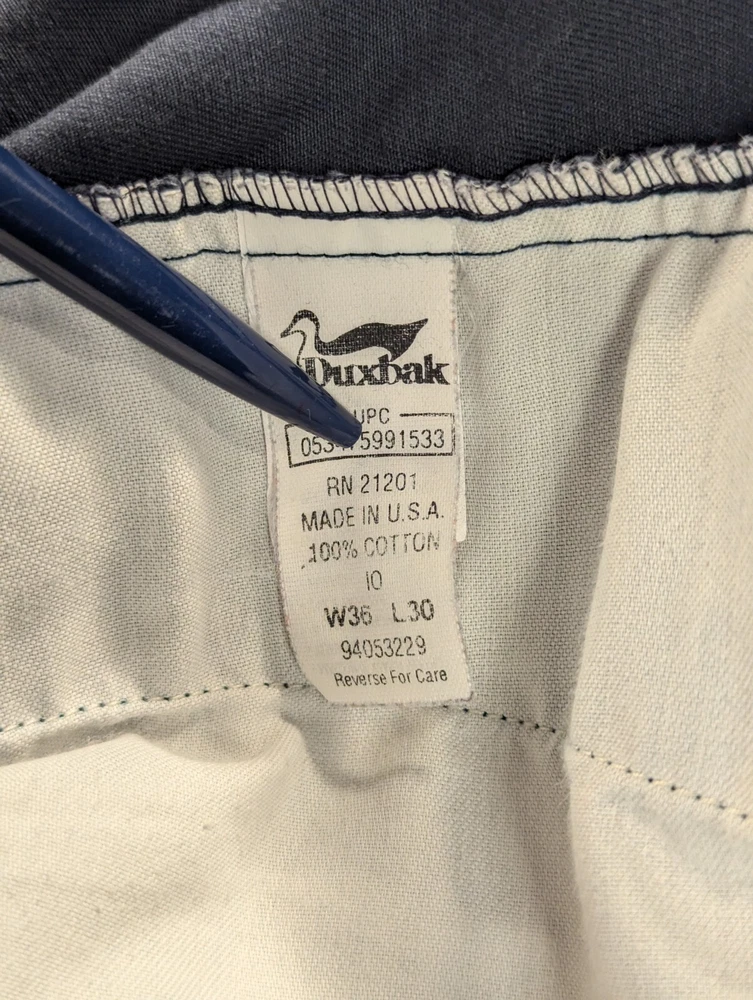 Duxbak
UPC
RN 21201
MADE IN U.S.A.
100% COTTON
10
W36 L30
94053229
Reverse For Care